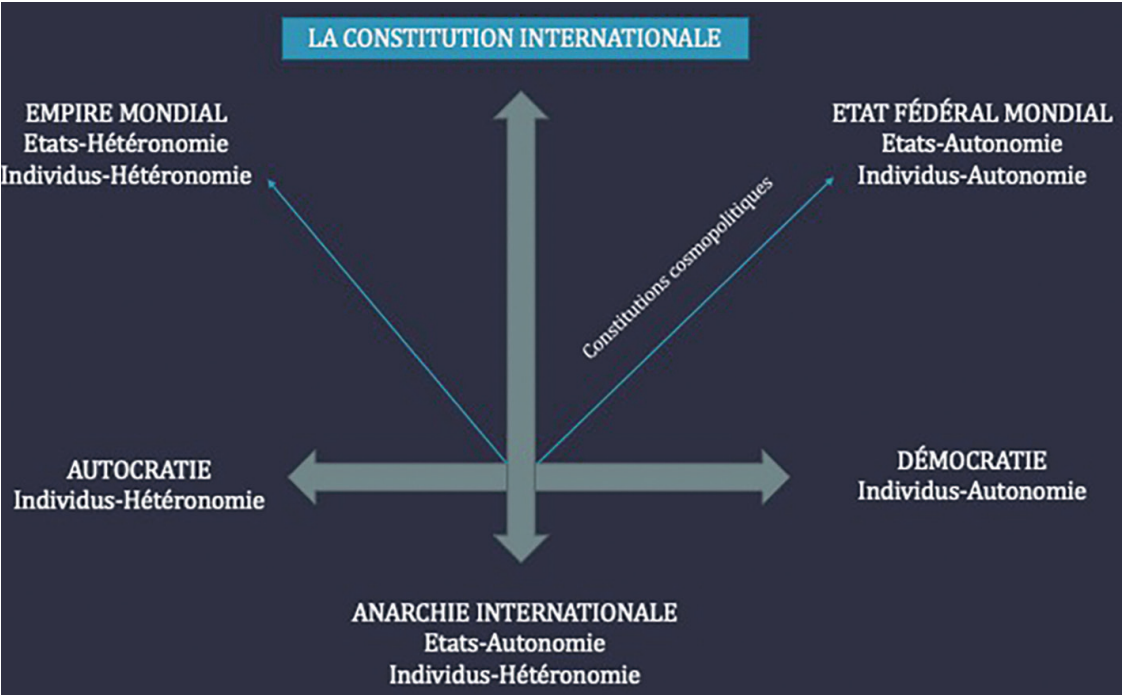 LA CONSTITUTION INTERNATIONALE
EMPIRE MONDIAL
Etats-Hétéronomie
Individus-Hétéronomie
ETAT FÉDÉRAL MONDIAL
Etats-Autonomie
Individus-Autonomie
Constitutions cosmopolitiques
AUTOCRATIE
Individus-Hétéronomie
DÉMOCRATIE
Individus-Autonomie
ANARCHIE INTERNATIONALE
Etats-Autonomie
Individus-Hétéronomie